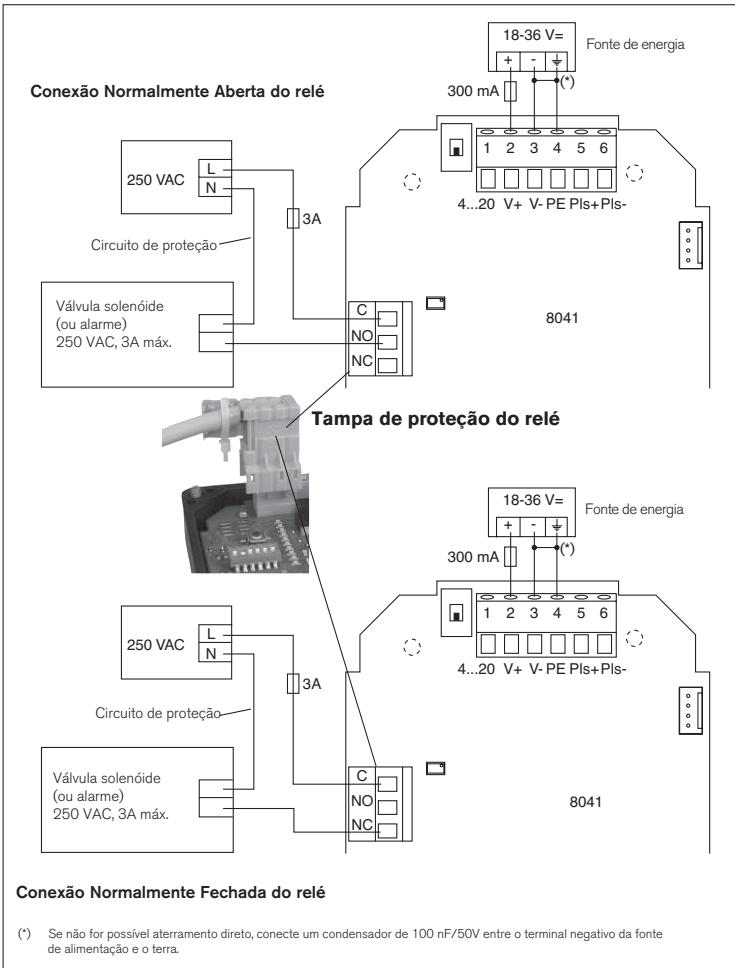 18-36 V=
Fonte de energia
+ - ⏚
Conexão Normalmente Aberta do relé
300 mA
(*)
250 VAC
L
N
1 2 3 4 5 6
4...20 V+ V- PE Pls+ Pls-
3A
Circuito de proteção
Válvula solenóide
(ou alarme)
250 VAC, 3A máx.
C
NO
NC
8041
Tampa de proteção do relé
18-36 V=
Fonte de energia
+ - ⏚
300 mA
(*)
250 VAC
L
N
1 2 3 4 5 6
4...20 V+ V- PE Pls+ Pls-
3A
Circuito de proteção
Válvula solenóide
(ou alarme)
250 VAC, 3A máx.
C
NO
NC
8041
Conexão Normalmente Fechada do relé
(*) Se não for possível aterramento direto, conecte um condensador de 100 nF/50V entre o terminal negativo da fonte
de alimentação e o terra.